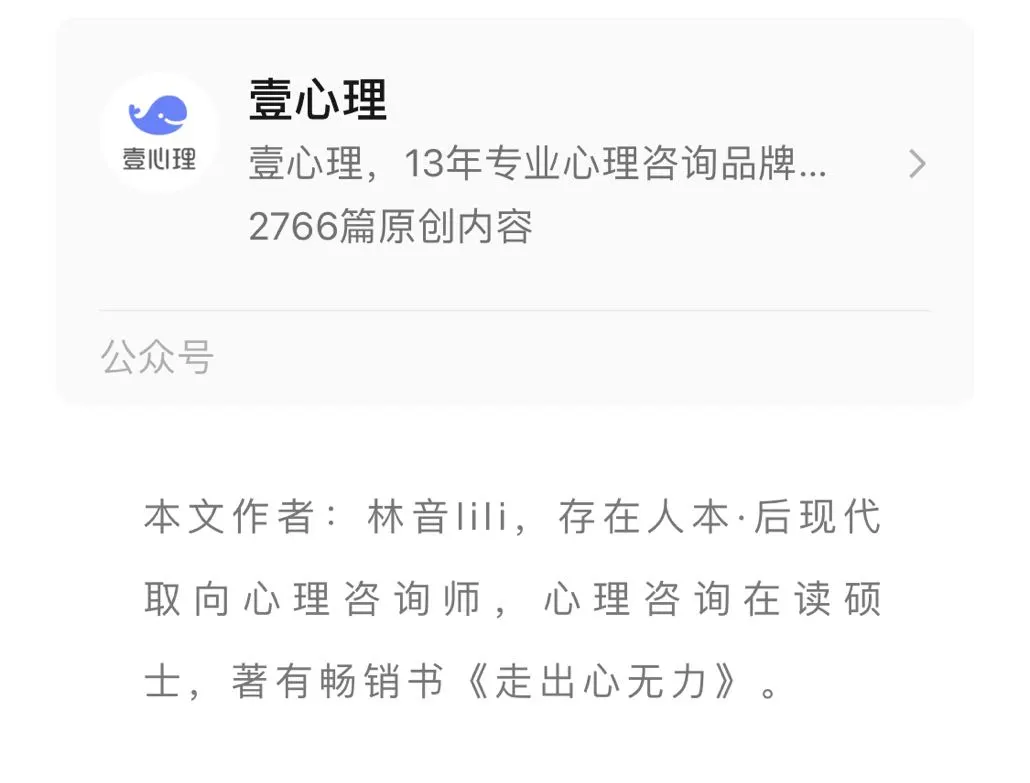 壹心理
壹心理
壹心理，13年专业心理咨询品牌...
2766篇原创内容
公众号
本文作者：林音lili，存在人本·后现代
取向心理咨询师，心理咨询在读硕
士，著有畅销书《走出心无力》。